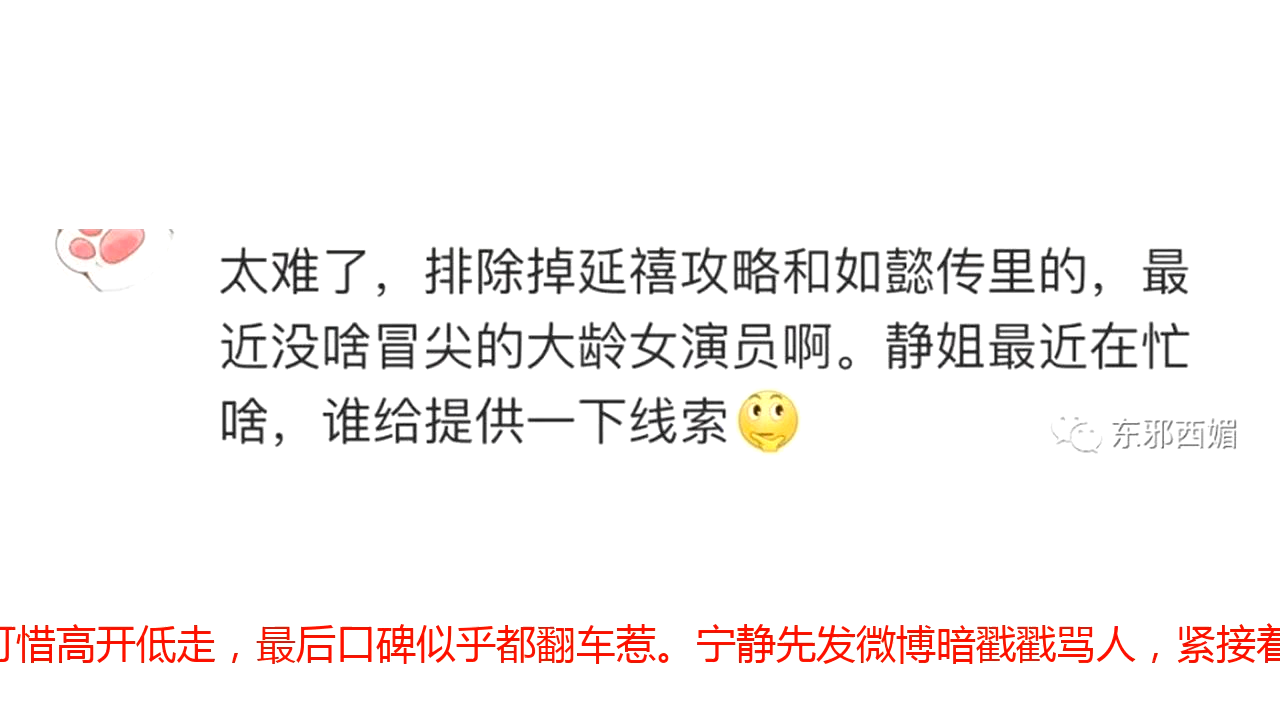 太难了，排除掉延禧攻略和如懿传里的，最
近没啥冒尖的大龄女演员啊。静姐最近在忙
啥，谁给提供一下线索
东邪西媚
可惜高开低走，最后口碑似乎都翻车惹。宁静先发微博暗戳戳骂人，紧接着